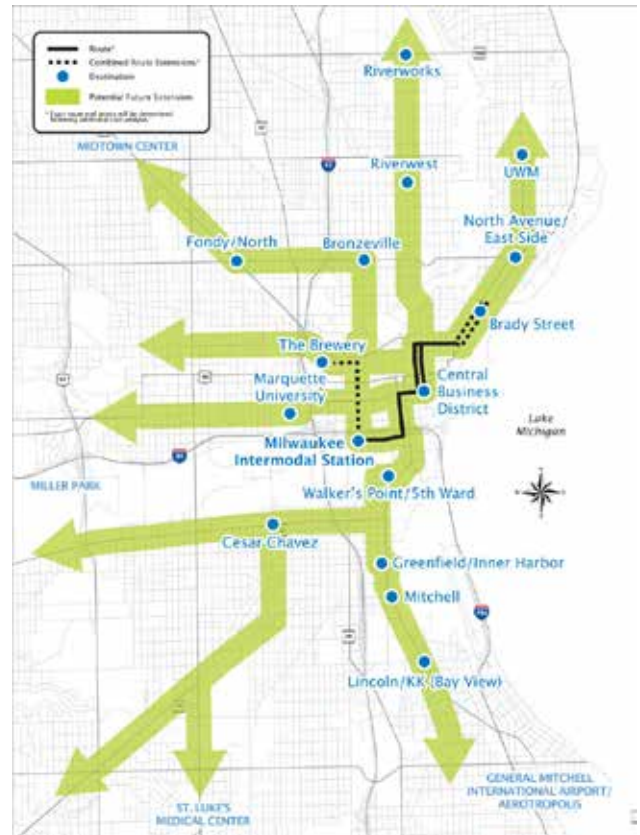 Route*
Combined Route Extensions*
Destination
Potential Future Extension
MIDTOWN CENTER
Riverworks
Riverwest
UWM
North Avenue/
East Side
Fondy/North
Bronzeville
Brady Street
The Brewery
Marquette
University
Central
Business
District
Milwaukee
Intermodal Station
Lake
Michigan
MILLER PARK
Walker's Point/5th Ward
Cesar Chavez
Greenfield/Inner Harbor
Mitchell
Lincoln/KK (Bay View)
GENERAL MITCHELL
INTERNATIONAL AIRPORT/
AEROTROPOLIS
ST. LUKE'S
MEDICAL CENTER